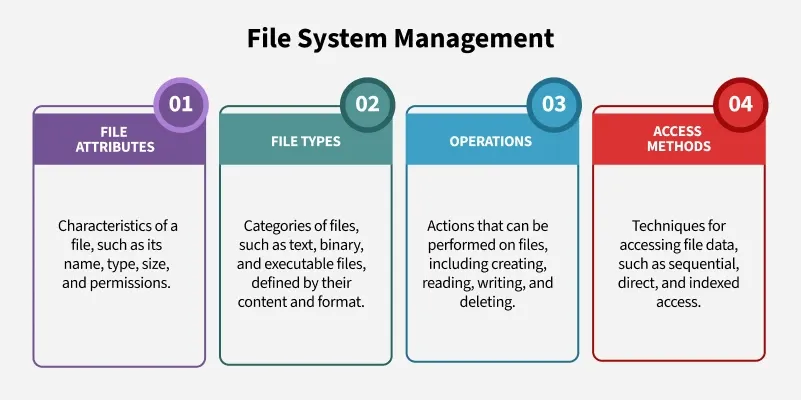 File System Management
01
FILE
ATTRIBUTES
Characteristics of a
file, such as its
name, type, size,
and permissions.
02
FILE TYPES
Categories of files,
such as text, binary,
and executable files,
defined by their
content and format.
03
OPERATIONS
Actions that can be
performed on files,
including creating,
reading, writing, and
deleting.
04
ACCESS
METHODS
Techniques for
accessing file data,
such as sequential,
direct, and indexed
access.